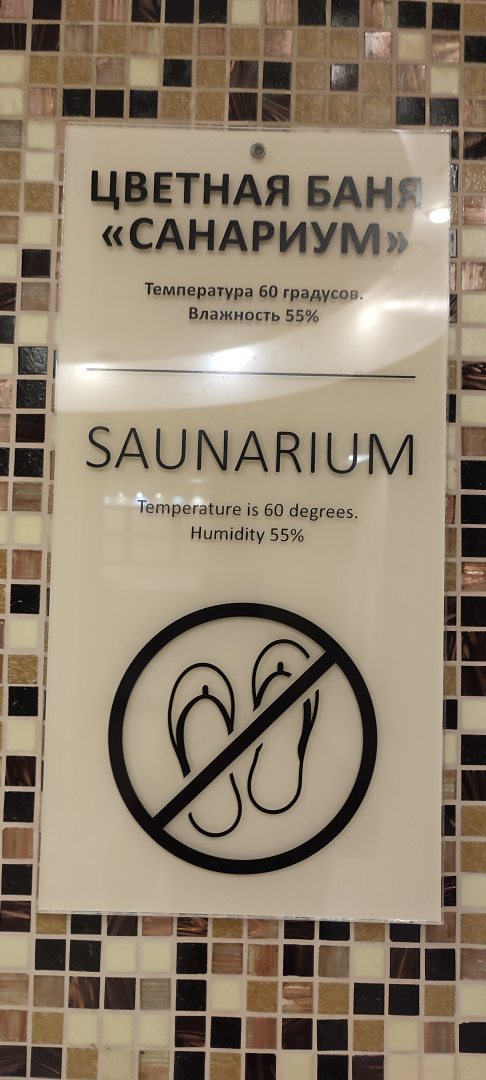 ЦВЕТНАЯ БАНЯ
«САНАРИУМ»
Температура 60 градусов.
Влажность 55%
SAUNARIUM
Temperature is 60 degrees.
Humidity 55%